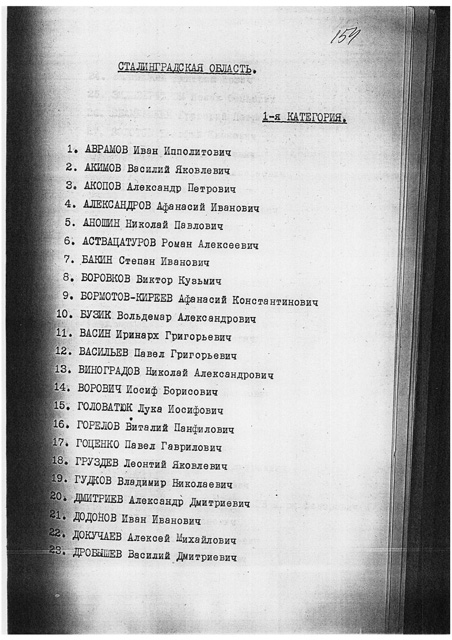 154
СТАЛИНГРАДСКАЯ ОБЛАСТЬ.
1-я КАТЕГОРИЯ.
1. АВРАМОВ Иван Ипполитович
2. АКИМОВ Василий Яковлевич
3. АКОПОВ Александр Петрович
4. АЛЕКСАНДРОВ Афанасий Иванович
5. АНОШИН Николай Павлович
6. АСТВАЦАТУРОВ Роман Алексеевич
7. БАКИН Степан Иванович
8. БОРОВКОВ Виктор Кузьмич
9. БОРМОТОВ-КИРЕЕВ Афанасий Константинович
10. БУЗИК Вольдемар Александрович
11. ВАСИН Иринарх Григорьевич
12. ВАСИЛЬЕВ Павел Григорьевич
13. ВИНОГРАДОВ Николай Александрович
14. ВОРОВИЧ Иосиф Борисович
15. ГОЛОВАТЮК Лука Иосифович
16. ГОРЕЛОВ Виталий Панфилович
17. ГОЦЕНКО Павел Гаврилович
18. ГРУЗДЕВ Леонтий Яковлевич
19. ГУДКОВ Владимир Николаевич
20. ДМИТРИЕВ Александр Дмитриевич
21. ДОДОНОВ Иван Иванович
22. ДОКУЧАЕВ Алексей Михайлович
23. ДРОБЫШЕВ Василий Дмитриевич